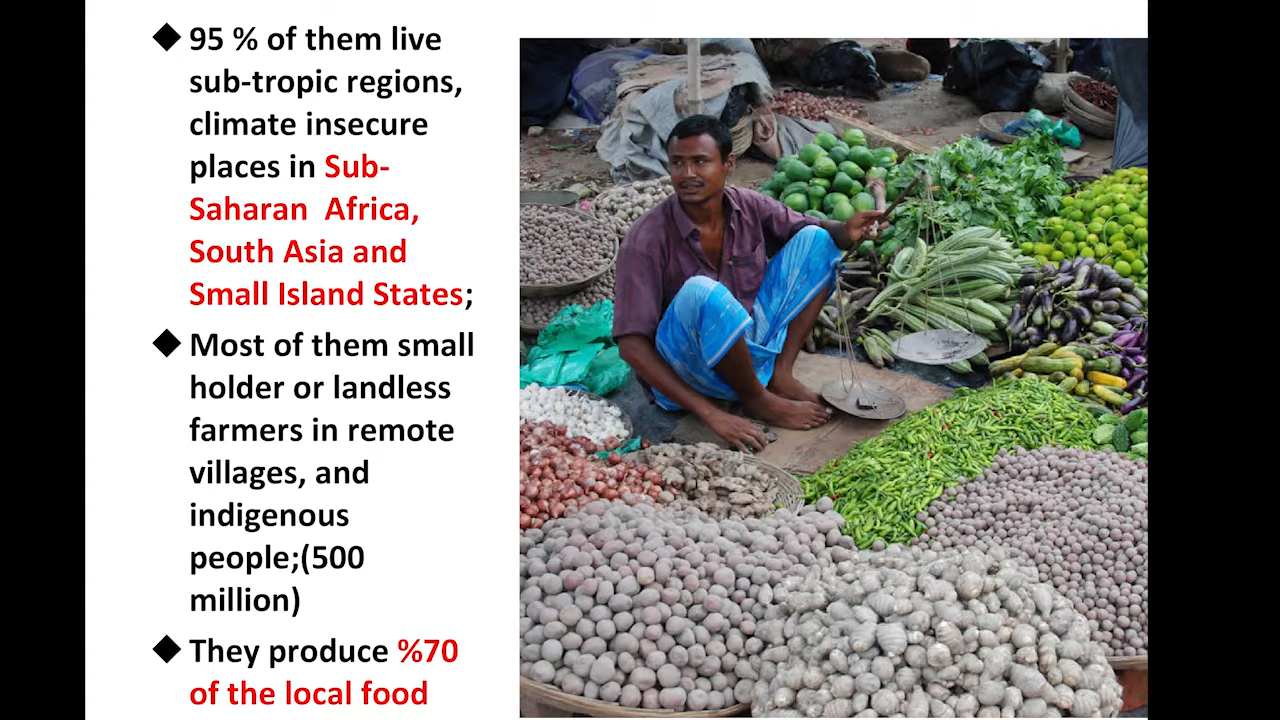 ◆ 95 % of them live
sub-tropic regions,
climate insecure
places in Sub-
Saharan Africa,
South Asia and
Small Island States;
◆ Most of them small
holder or landless
farmers in remote
villages, and
indigenous
people;(500
million)
◆ They produce %70
of the local food